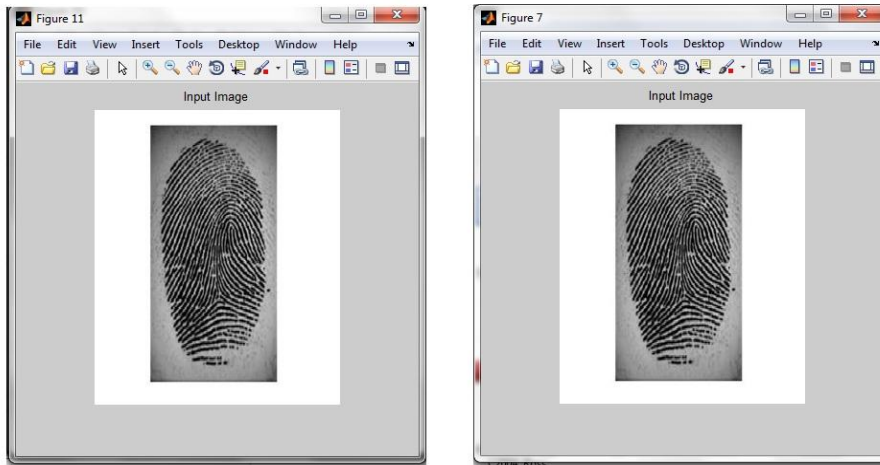 Figure 11
File Edit View Insert Tools Desktop Window Help
Input Image
Figure 7
File Edit View Insert Tools Desktop Window Help
Input Image